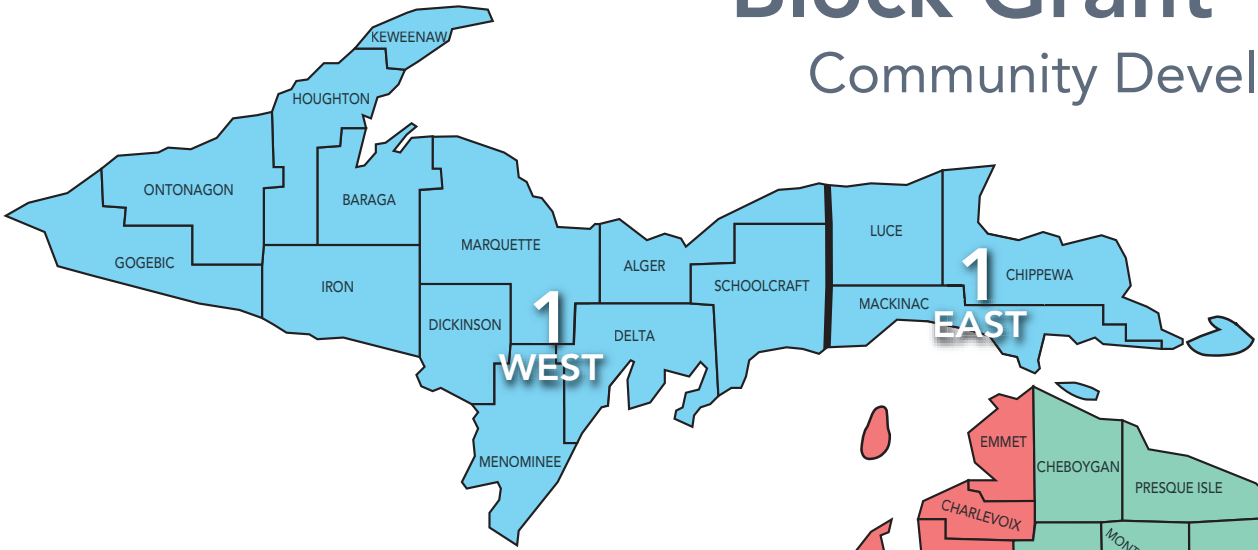 Block Grant
Community Devel
KEWEENAW
HOUGHTON
ONTONAGON
BARAGA
GOGEBIC
IRON
MARQUETTE
ALGER
SCHOOLCRAFT
LUCE
CHIPPEWA
MACKINAC
DICKINSON
DELTA
MENOMINEE
1
WEST
1
EAST
EMMET
CHEBOYGAN
PRESQUE ISLE
CHARLEVOIX
MONT